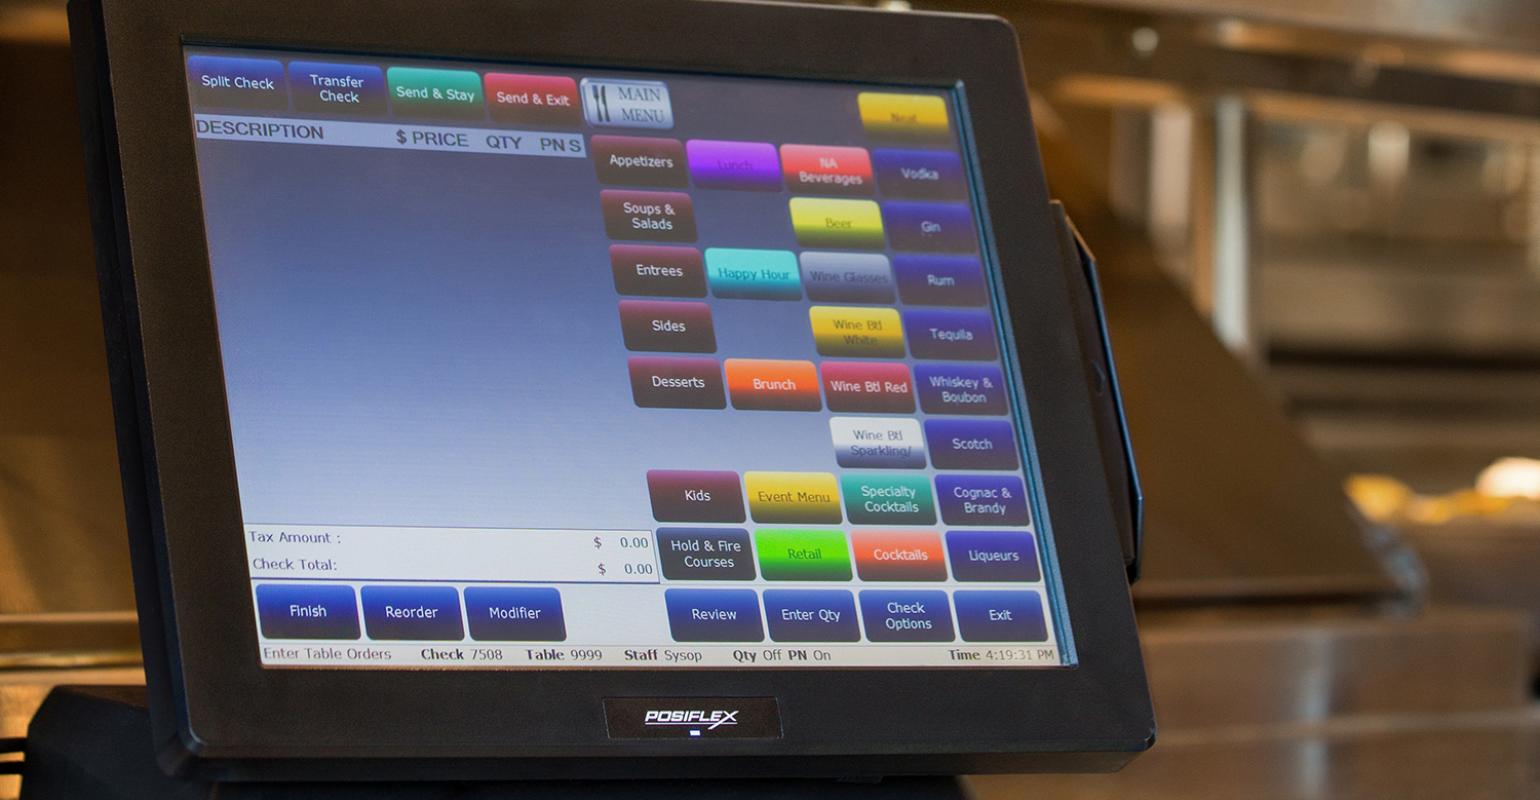 Split Check
Transfer
Check
Send & Stay
Send & Exit
MAIN
MENU
Neat
DESCRIPTION $ PRICE QTY PN S
Appetizers
Lunch
NA
Beverages
Vodka
Soups &
Salads
Beer
Gin
Entrees
Happy Hour
Wine Glasses
Rum
Sides
Wine Btl
White
Tequila
Desserts
Brunch
Wine Btl Red
Whiskey &
Boubon
Wine Btl
Sparkling/
Scotch
Kids
Event Menu
Specialty
Cocktails
Cognac &
Brandy
Tax Amount : $ 0.00
Check Total: $ 0.00
Hold & Fire
Courses
Retail
Cocktails
Liqueurs
Finish
Reorder
Modifier
Review
Enter Qty
Check
Options
Exit
Enter Table Orders Check 7508 Table 9999 Staff Sysop Qty Off PN On Time 4:19:31 PM
POSIFLEX